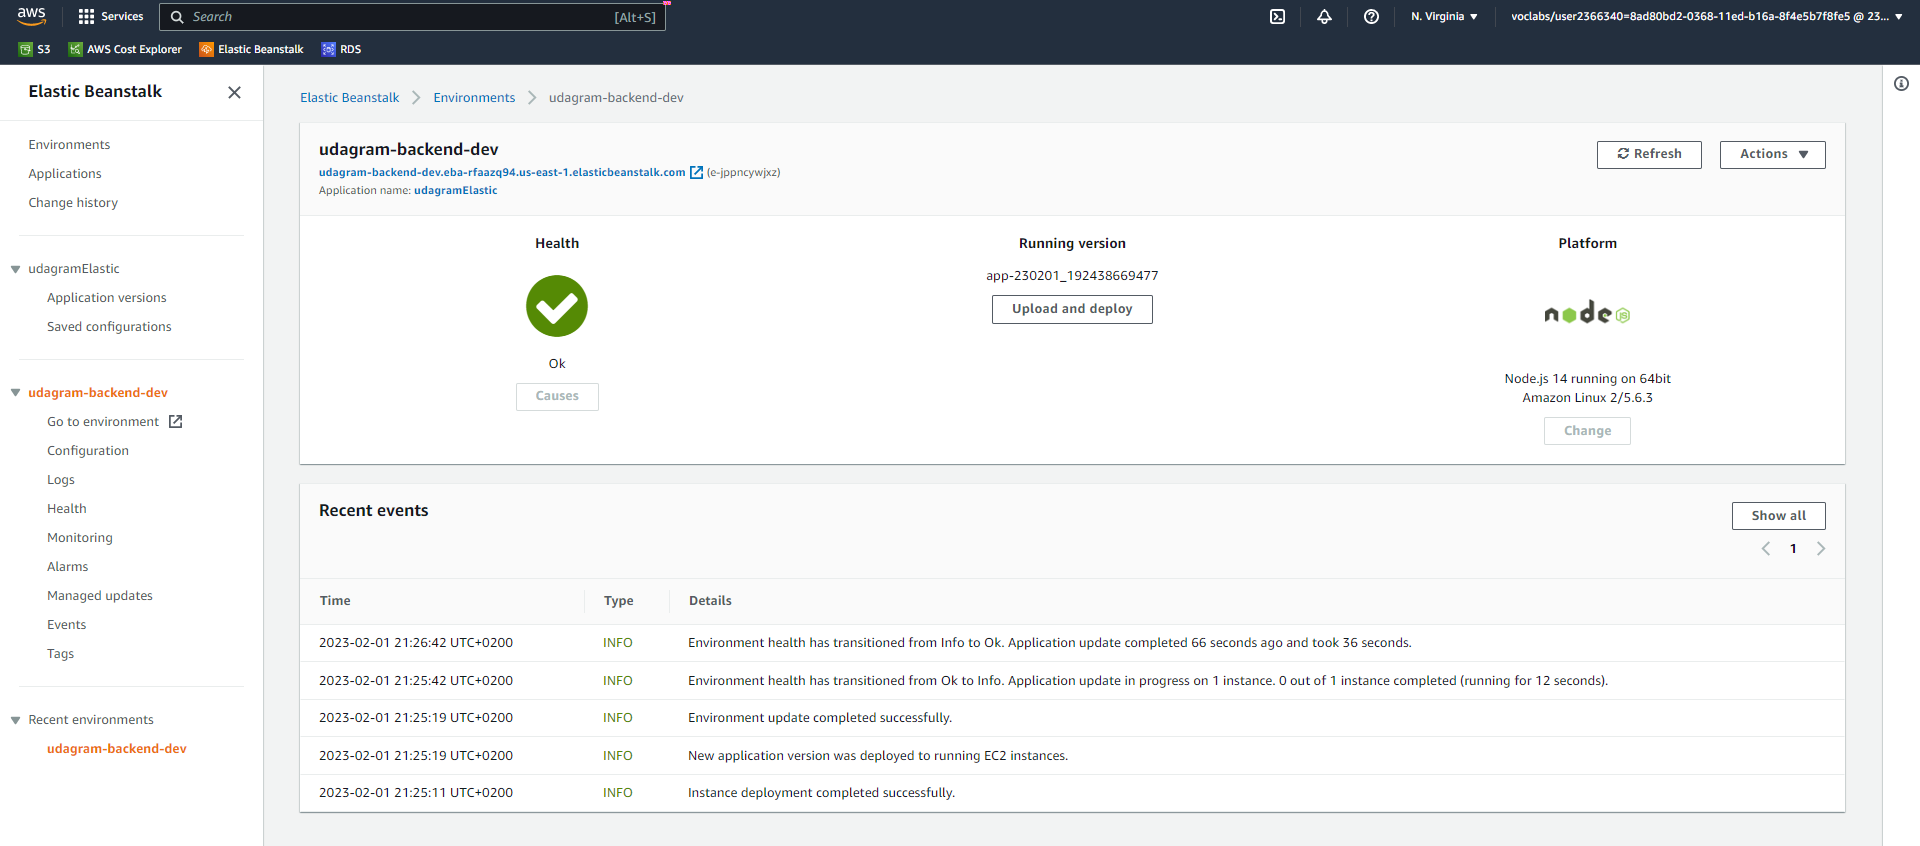 aws Services Search [Alt+S] N. Virginia ▼ voclabs/user2366340=8ad80bd2-0368-11ed-b16a-8f4e5b7f8fe5 @ 23... ▼
S3 AWS Cost Explorer Elastic Beanstalk RDS
Elastic Beanstalk
Environments
Applications
Change history
udagramElastic
Application versions
Saved configurations
udagram-backend-dev
Go to environment
Configuration
Logs
Health
Monitoring
Alarms
Managed updates
Events
Tags
Recent environments
udagram-backend-dev
Elastic Beanstalk > Environments > udagram-backend-dev
udagram-backend-dev
udagram-backend-dev.eba-rfaazq94.us-east-1.elasticbeanstalk.com (e-jppncywjxz)
Application name: udagramElastic
Refresh
Actions ▼
Health
Ok
Causes
Running version
app-230201_192438669477
Upload and deploy
Platform
node JS
Node.js 14 running on 64bit
Amazon Linux 2/5.6.3
Change
Recent events
Show all
< 1 >
Time Type Details
2023-02-01 21:26:42 UTC+0200 INFO Environment health has transitioned from Info to Ok. Application update completed 66 seconds ago and took 36 seconds.
2023-02-01 21:25:42 UTC+0200 INFO Environment health has transitioned from Ok to Info. Application update in progress on 1 instance. 0 out of 1 instance completed (running for 12 seconds).
2023-02-01 21:25:19 UTC+0200 INFO Environment update completed successfully.
2023-02-01 21:25:19 UTC+0200 INFO New application version was deployed to running EC2 instances.
2023-02-01 21:25:11 UTC+0200 INFO Instance deployment completed successfully.